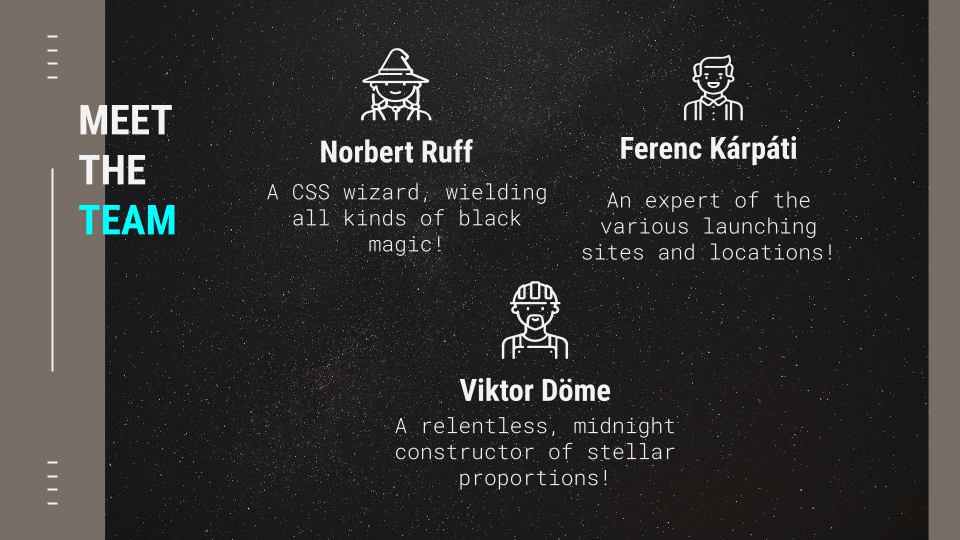 MEET
THE
TEAM
Norbert Ruff
A CSS wizard, wielding
all kinds of black
magic!
Ferenc Kárpáti
An expert of the
various launching
sites and locations!
Viktor Döme
A relentless, midnight
constructor of stellar
proportions!